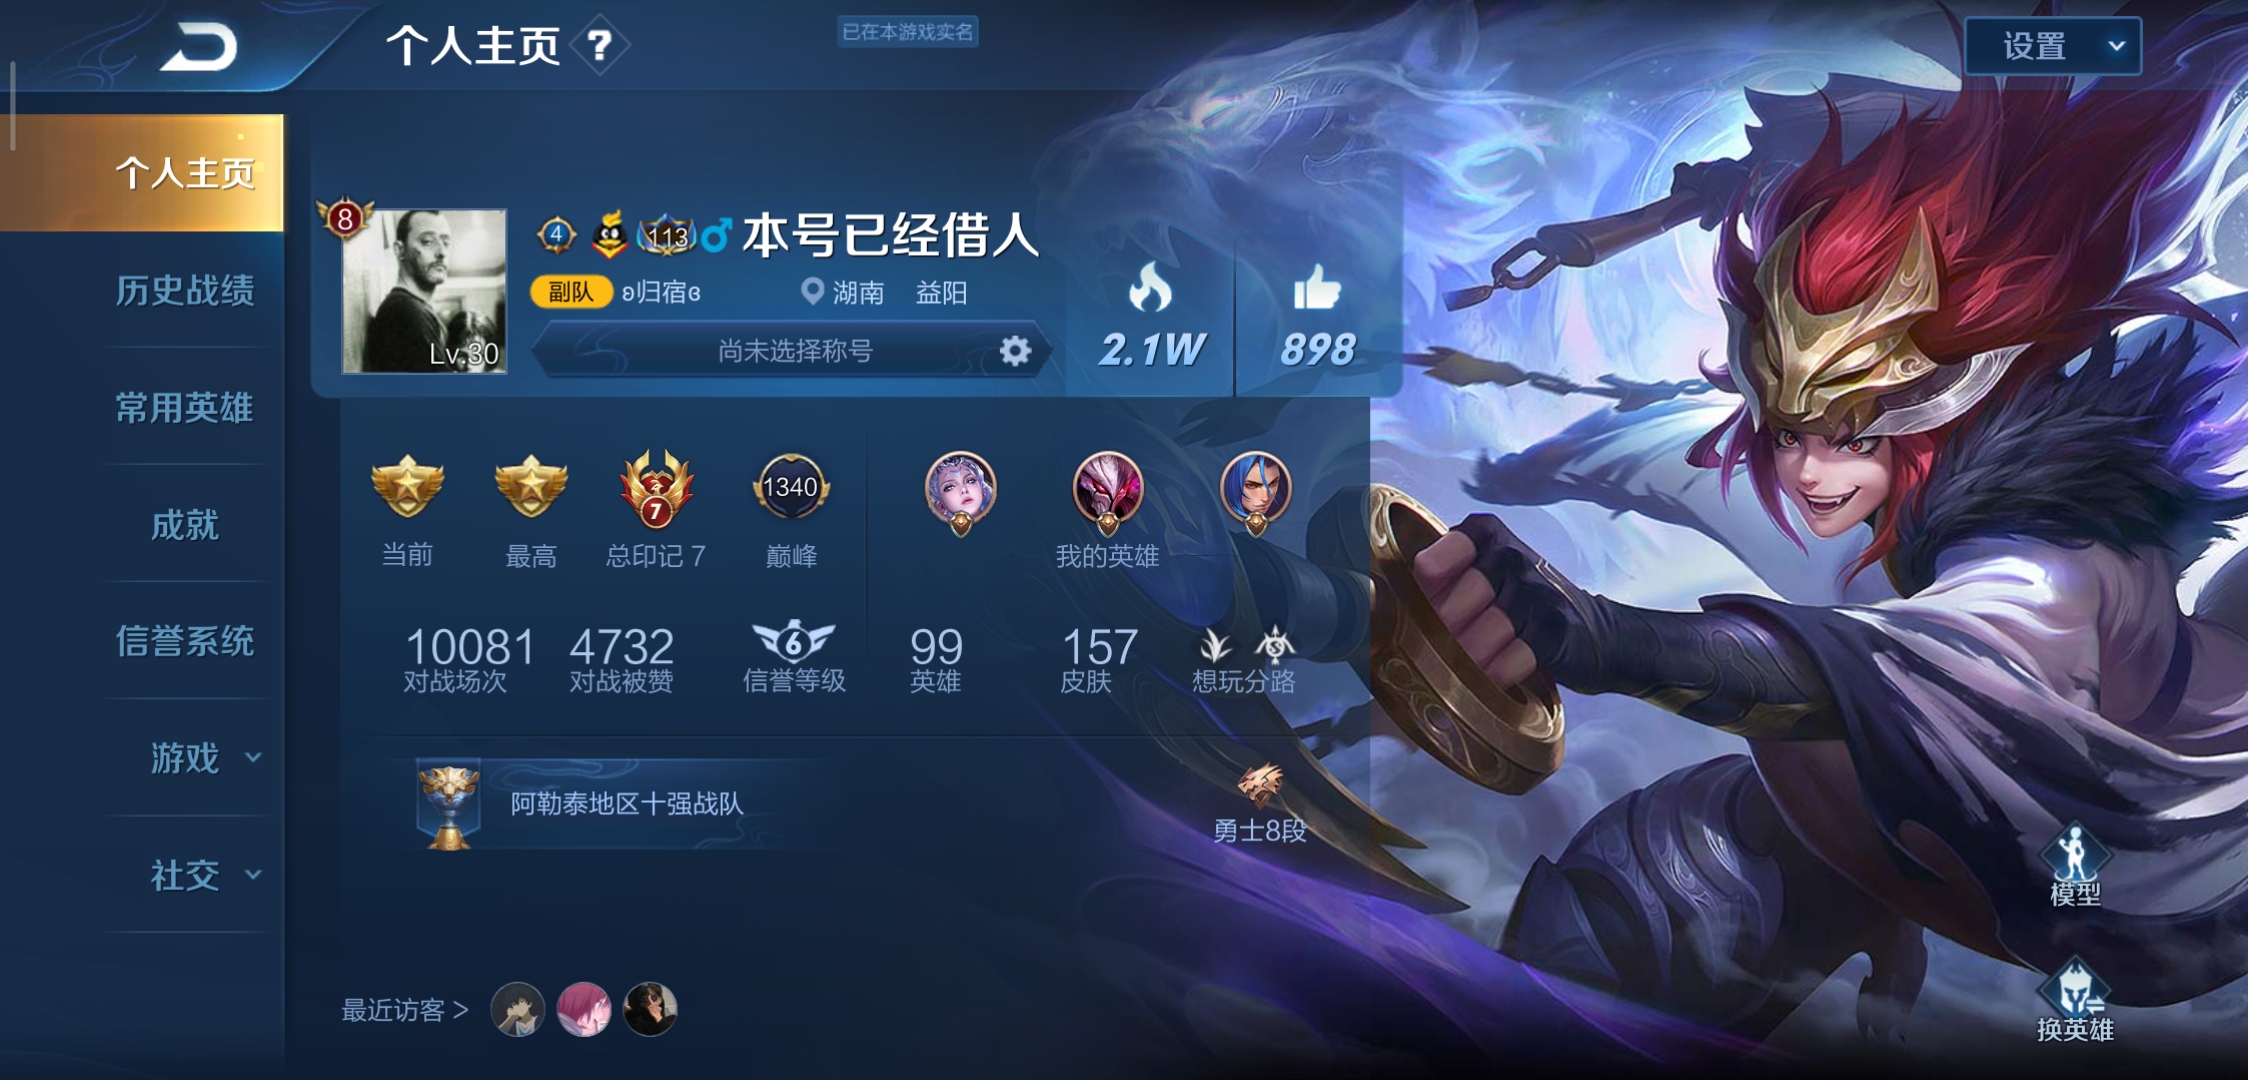 个人主页 ?
已在本游戏实名
设置
个人主页
历史战绩
常用英雄
成就
信誉系统
游戏
社交
8
Lv.30
4 113 本号已经借人
副队 ʚ归宿ɞ 湖南 益阳
尚未选择称号
2.1W
898
7
1340
当前 最高 总印记 7 巅峰
我的英雄
10081 4732 6 99 157
对战场次 对战被赞 信誉等级 英雄 皮肤 想玩分路
阿勒泰地区十强战队
勇士8段
最近访客 >
模型
换英雄